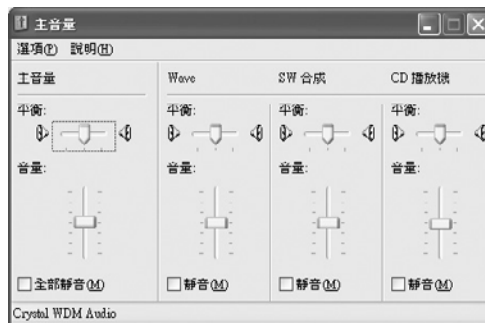 主音量
選項(P) 說明(H)
主音量 Wave SW 合成 CD 播放機
平衡: 平衡: 平衡: 平衡:
音量: 音量: 音量: 音量:
全部靜音(M) 靜音(M) 靜音(M) 靜音(M)
Crystal WDM Audio